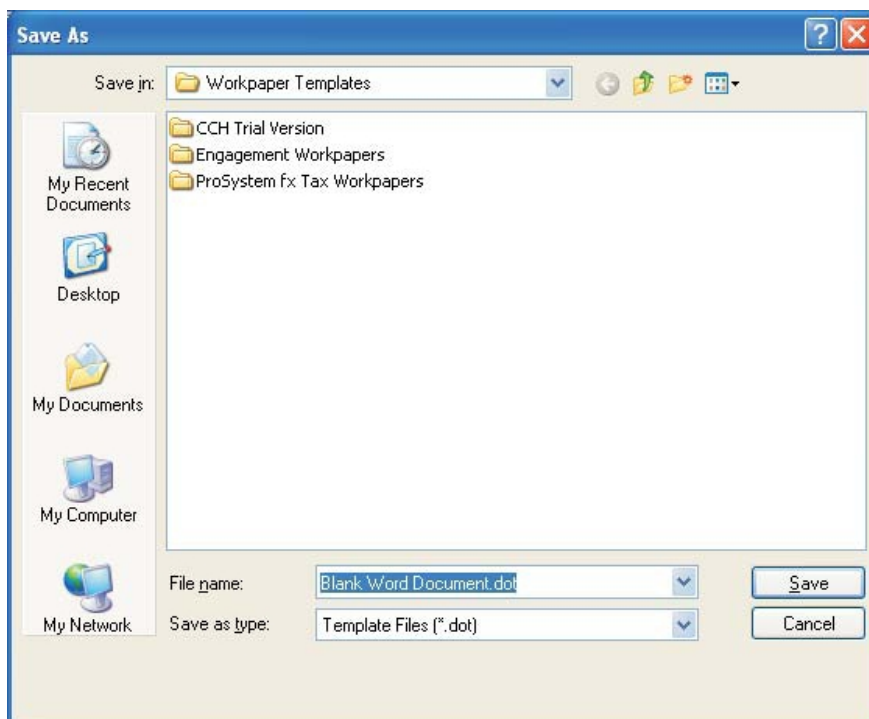 Save As
Save in:
Workpaper Templates
My Recent
Documents
Desktop
My Documents
My Computer
My Network
CCH Trial Version
Engagement Workpapers
ProSystem fx Tax Workpapers
File name:
Blank Word Document.dot
Save
Save as type:
Template Files (*.dot)
Cancel